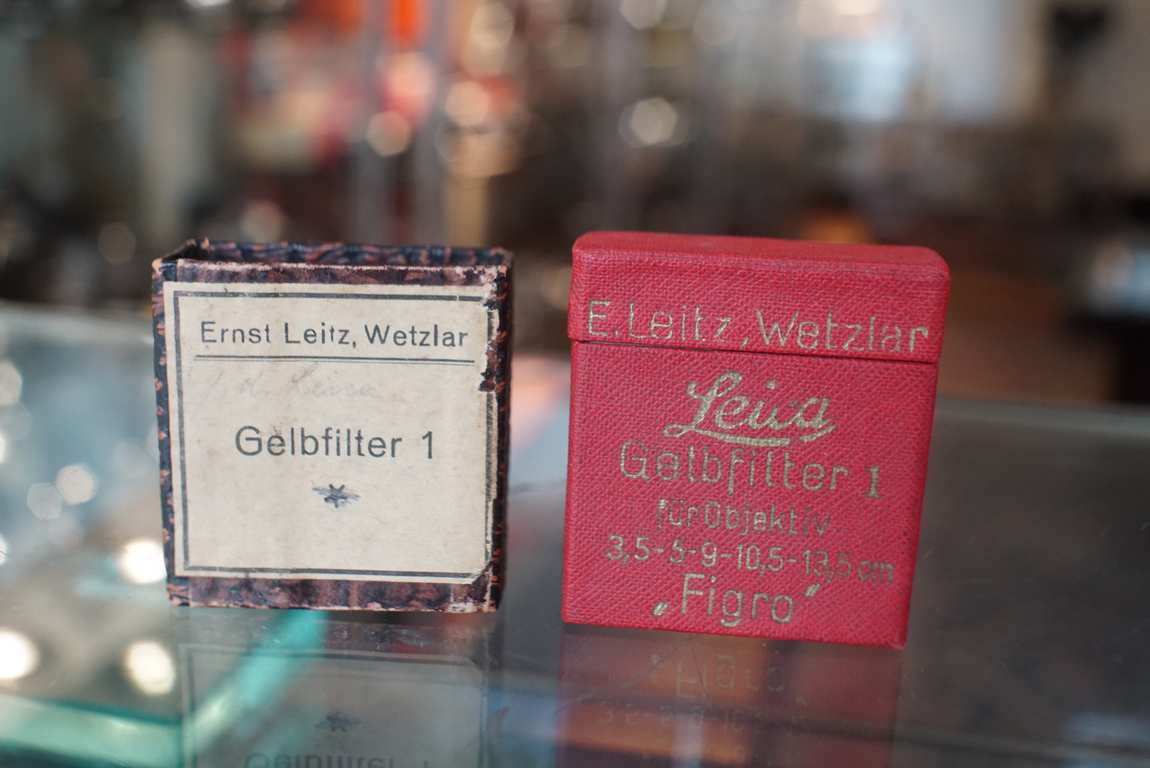 Ernst Leitz, Wetzlar
Gelbfilter 1
E. Leitz, Wetzlar
Leica
Gelbfilter 1
für Objektiv
3,5-5-9-10,5-13,5 cm
„Figro“